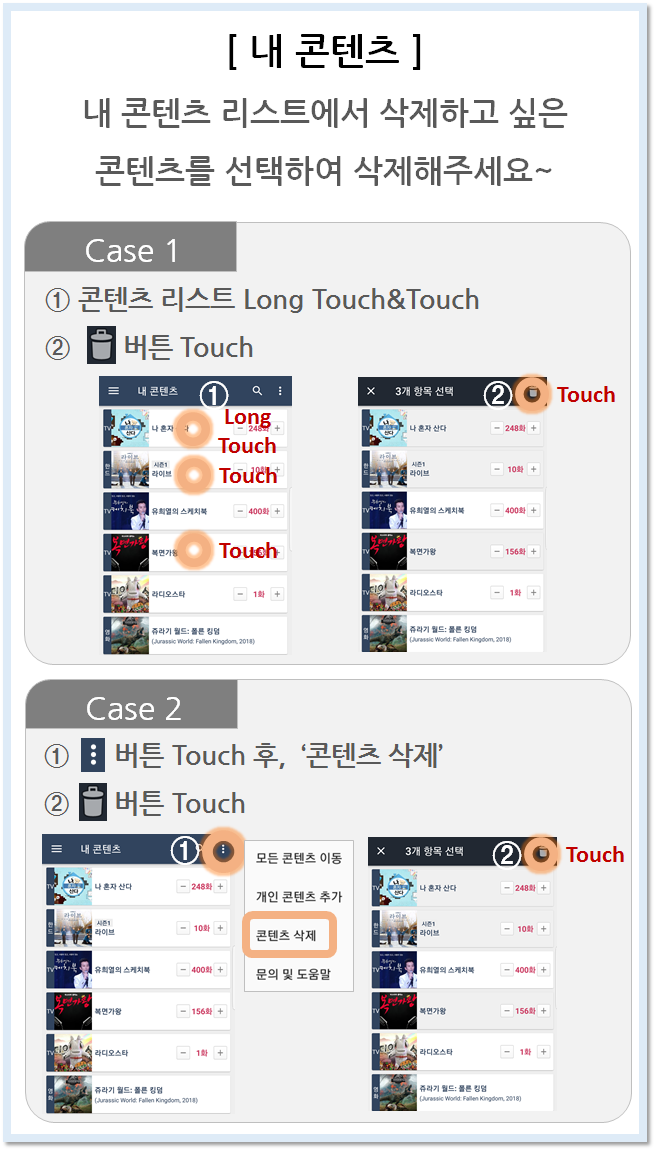 [ 내 콘텐츠 ]
내 콘텐츠 리스트에서 삭제하고 싶은
콘텐츠를 선택하여 삭제해주세요~
Case 1
① 콘텐츠 리스트 Long Touch&Touch
② 버튼 Touch
내 콘텐츠 ①
TV 나 혼자 산다 248화
Long
Touch
한드 시즌1
라이브 10화
Touch
TV 유희열의 스케치북 400화
TV 복면가왕 156화
Touch
TV 라디오스타 1화
영화 쥬라기 월드: 폴른 킹덤
(Jurassic World: Fallen Kingdom, 2018)
3개 항목 선택 ② Touch
TV 나 혼자 산다 248화
한드 시즌1
라이브 10화
TV 유희열의 스케치북 400화
TV 복면가왕 156화
TV 라디오스타 1화
영화 쥬라기 월드: 폴른 킹덤
(Jurassic World: Fallen Kingdom, 2018)
Case 2
① 버튼 Touch 후, ‘콘텐츠 삭제’
② 버튼 Touch
내 콘텐츠 ①
TV 나 혼자 산다 248화
한드 시즌1
라이브 10화
TV 유희열의 스케치북 400화
TV 복면가왕 156화
TV 라디오스타 1화
영화 쥬라기 월드: 폴른 킹덤
(Jurassic World: Fallen Kingdom, 2018)
모든 콘텐츠 이동
개인 콘텐츠 추가
콘텐츠 삭제
문의 및 도움말
3개 항목 선택 ② Touch
TV 나 혼자 산다 248화
한드 시즌1
라이브 10화
TV 유희열의 스케치북 400화
TV 복면가왕 156화
TV 라디오스타 1화
영화 쥬라기 월드: 폴른 킹덤
(Jurassic World: Fallen Kingdom, 2018)